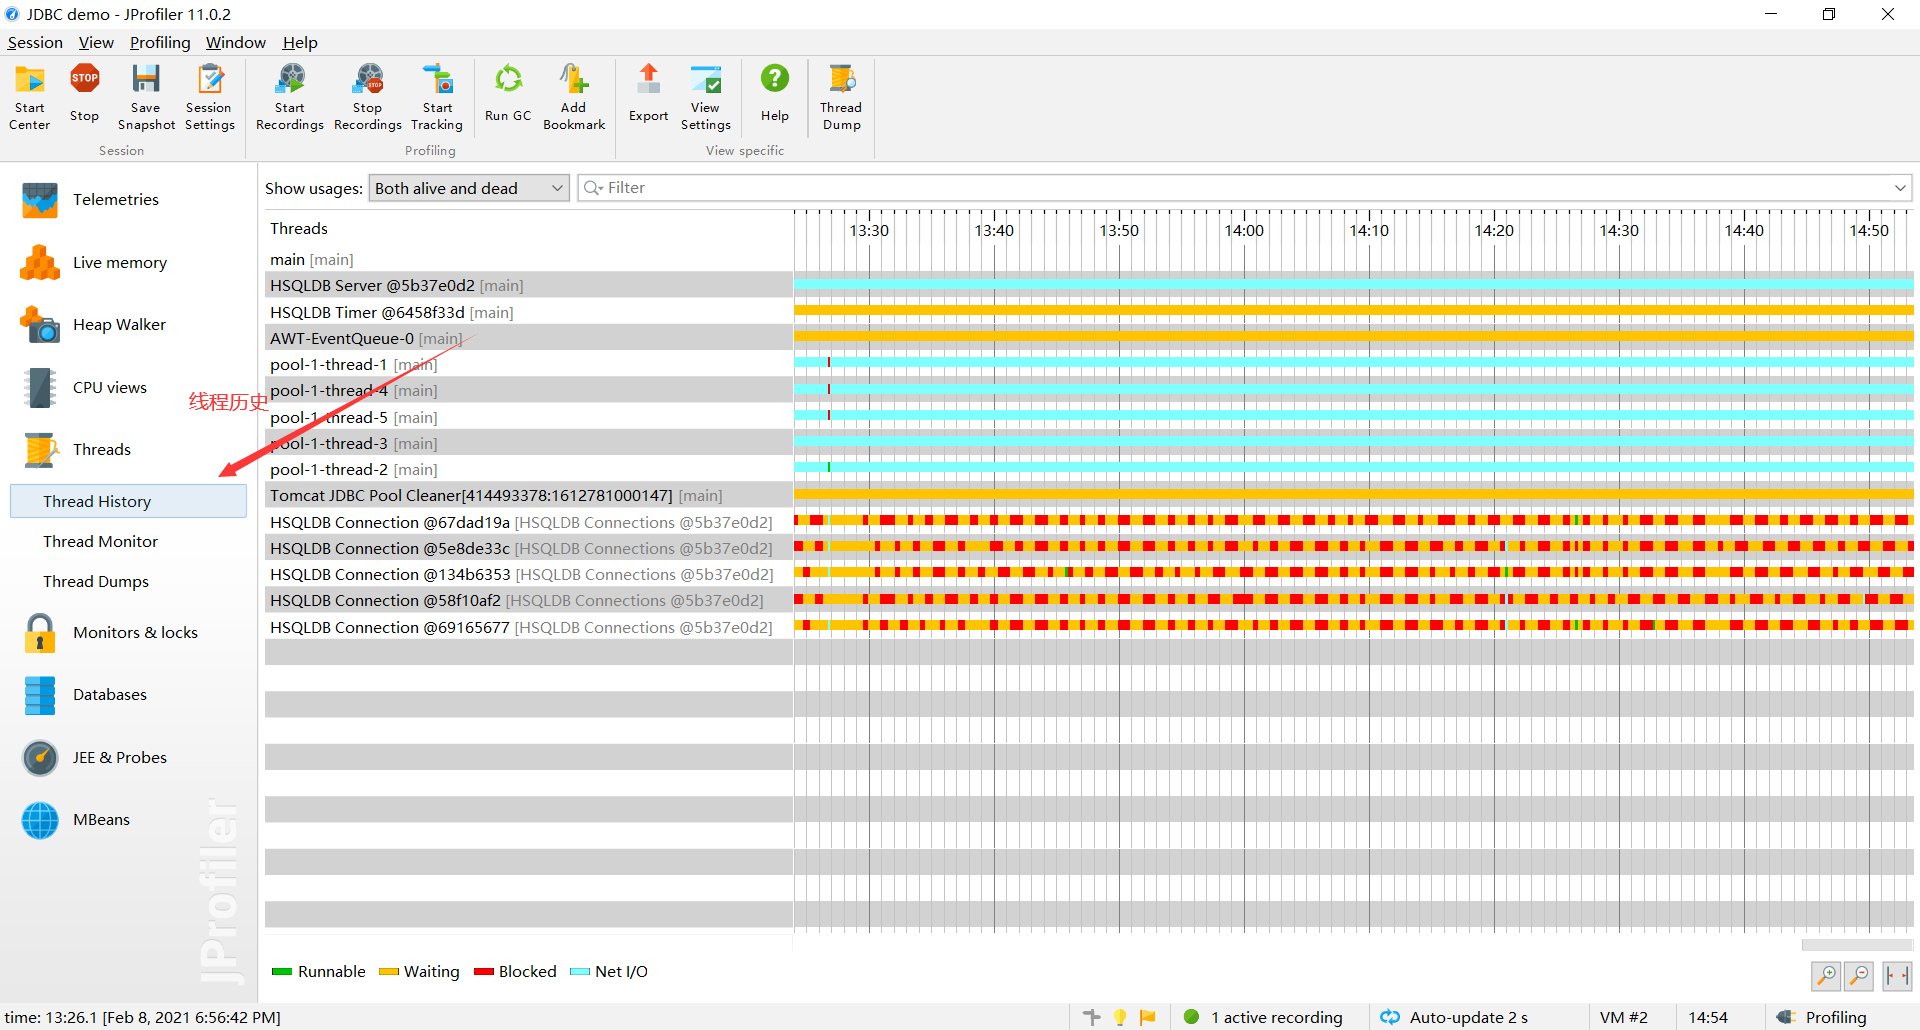 JDBC demo - JProfiler 11.0.2
Session View Profiling Window Help
Start Center
Stop
Save Snapshot
Session Settings
Start Recordings
Stop Recordings
Start Tracking
Run GC
Add Bookmark
Export
View Settings
Help
Thread Dump
Session
Profiling
View specific
Telemetries
Live memory
Heap Walker
CPU views
线程历史
Threads
Thread History
Thread Monitor
Thread Dumps
Monitors & locks
Databases
JEE & Probes
MBeans
JProfiler
Show usages: Both alive and dead Filter
Threads 13:30 13:40 13:50 14:00 14:10 14:20 14:30 14:40 14:50
main [main]
HSQLDB Server @5b37e0d2 [main]
HSQLDB Timer @6458f33d [main]
AWT-EventQueue-0 [main]
pool-1-thread-1 [main]
pool-1-thread-4 [main]
pool-1-thread-5 [main]
pool-1-thread-3 [main]
pool-1-thread-2 [main]
Tomcat JDBC Pool Cleaner[414493378:1612781000147] [main]
HSQLDB Connection @67dad19a [HSQLDB Connections @5b37e0d2]
HSQLDB Connection @5e8de33c [HSQLDB Connections @5b37e0d2]
HSQLDB Connection @134b6353 [HSQLDB Connections @5b37e0d2]
HSQLDB Connection @58f10af2 [HSQLDB Connections @5b37e0d2]
HSQLDB Connection @69165677 [HSQLDB Connections @5b37e0d2]
Runnable Waiting Blocked Net I/O
time: 13:26.1 [Feb 8, 2021 6:56:42 PM] 1 active recording Auto-update 2 s VM #2 14:54 Profiling